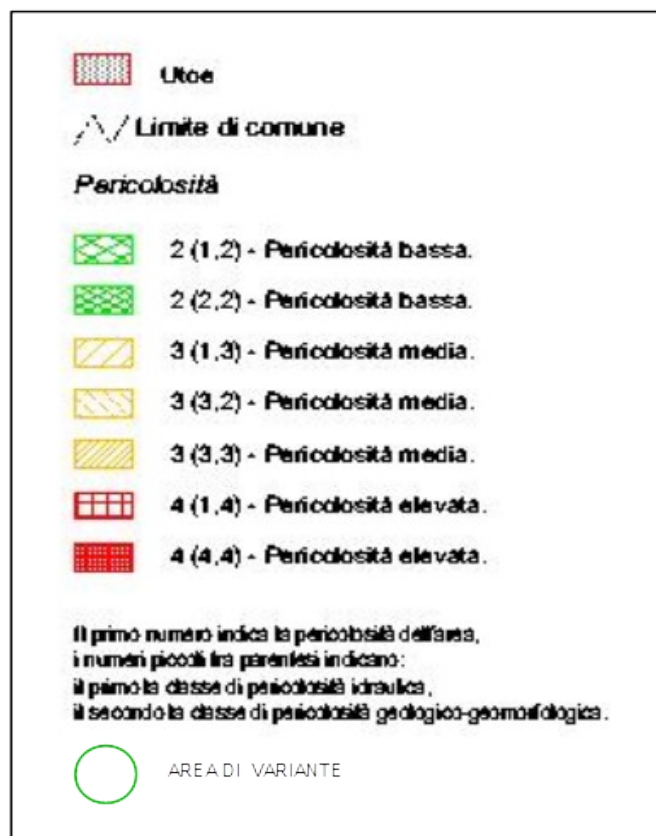 Utoe
Limite di comune
Pericolosità
2 (1,2) - Pericolosità bassa.
2 (2,2) - Pericolosità bassa.
3 (1,3) - Pericolosità media.
3 (3,2) - Pericolosità media.
3 (3,3) - Pericolosità media.
4 (1,4) - Pericolosità elevata.
4 (4,4) - Pericolosità elevata.
Il primo numero indica la pericolosità dell'area,
i numeri piccoli fra parentesi indicano:
il primo la classe di pericolosità idraulica,
il secondo la classe di pericolosità geologico-geomorfologica.
AREA DI VARIANTE